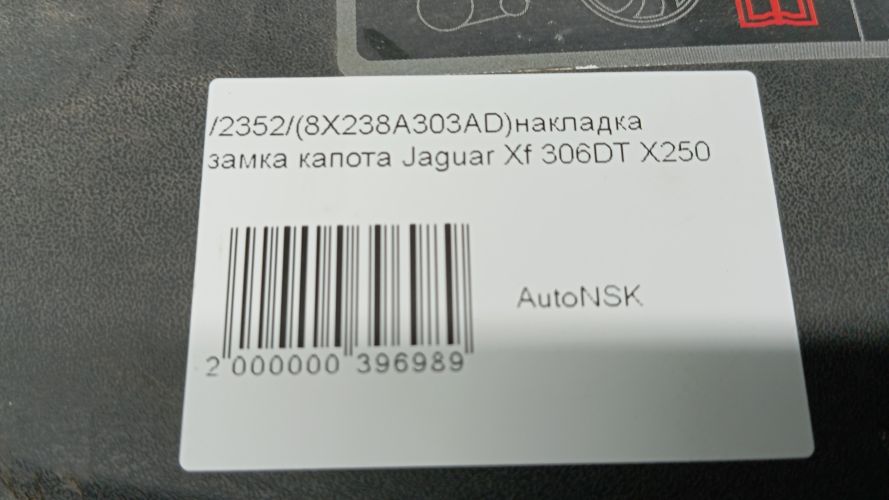 /2352/(8X238A303AD)накладка
замка капота Jaguar Xf 306DT X250
AutoNSK
2 000000 396989